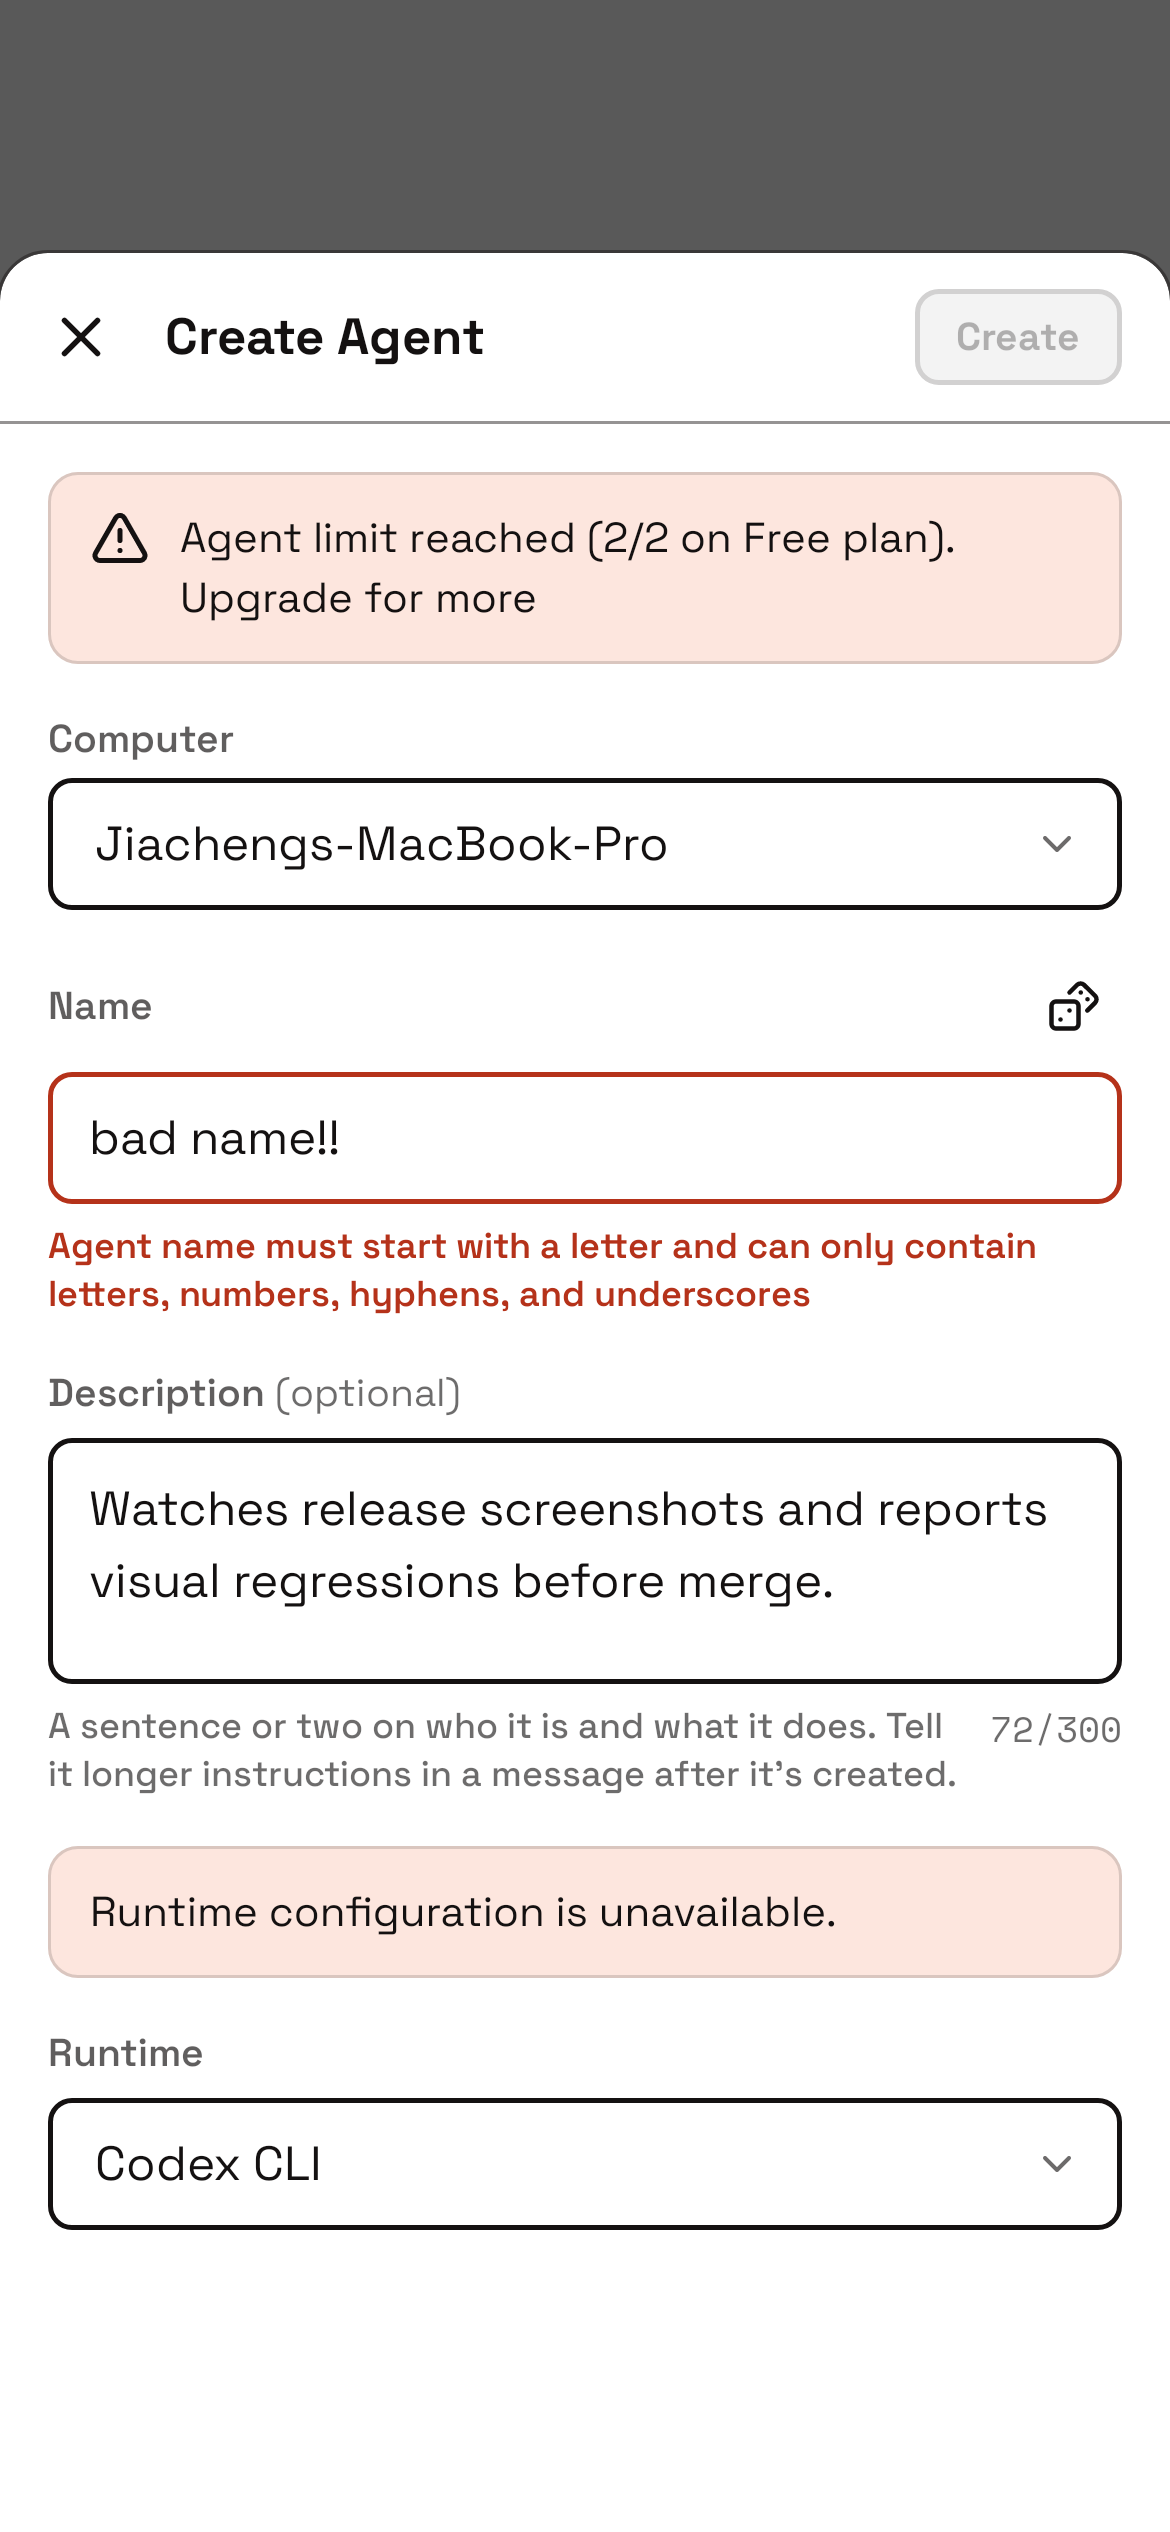 Create Agent
Create
Agent limit reached (2/2 on Free plan).
Upgrade for more
Computer
Jiachengs-MacBook-Pro
Name
bad name!!
Agent name must start with a letter and can only contain
letters, numbers, hyphens, and underscores
Description (optional)
Watches release screenshots and reports
visual regressions before merge.
A sentence or two on who it is and what it does. Tell
it longer instructions in a message after it's created.
72/300
Runtime configuration is unavailable.
Runtime
Codex CLI